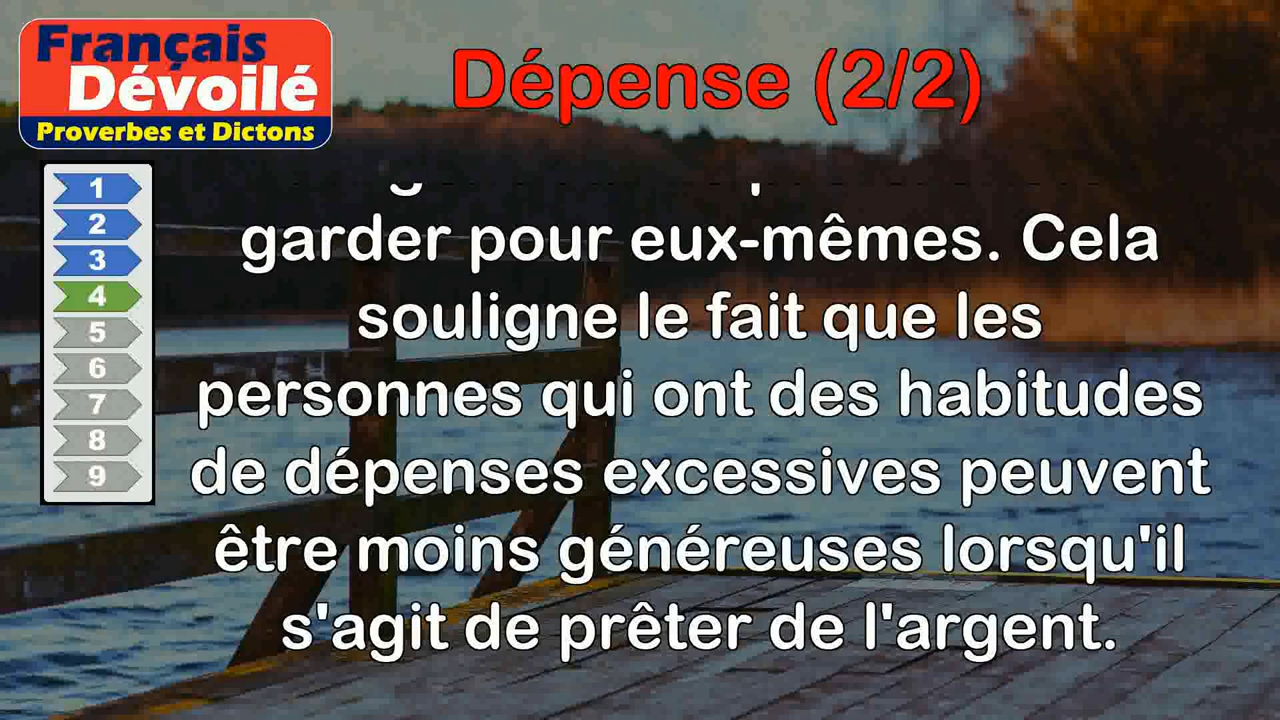 Français
Dévoilé
Proverbes et Dictons
Dépense (2/2)
1
2
3
4
5
6
7
8
9
garder pour eux-mêmes. Cela
souligne le fait que les
personnes qui ont des habitudes
de dépenses excessives peuvent
être moins généreuses lorsqu'il
s'agit de prêter de l'argent.